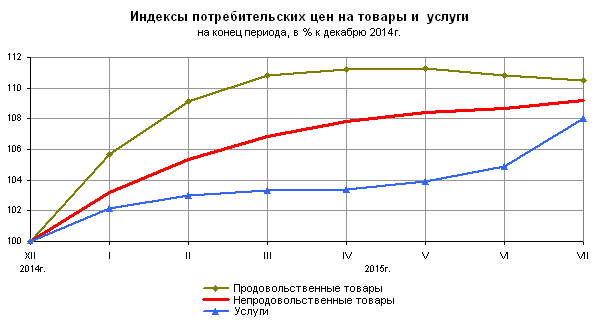 Индексы потребительских цен на товары и услуги
на конец периода, в % к декабрю 2014г.
112
110
108
106
104
102
100
XII I II III IV V VI VII
2014г. 2015г.
Продовольственные товары
Непродовольственные товары
Услуги